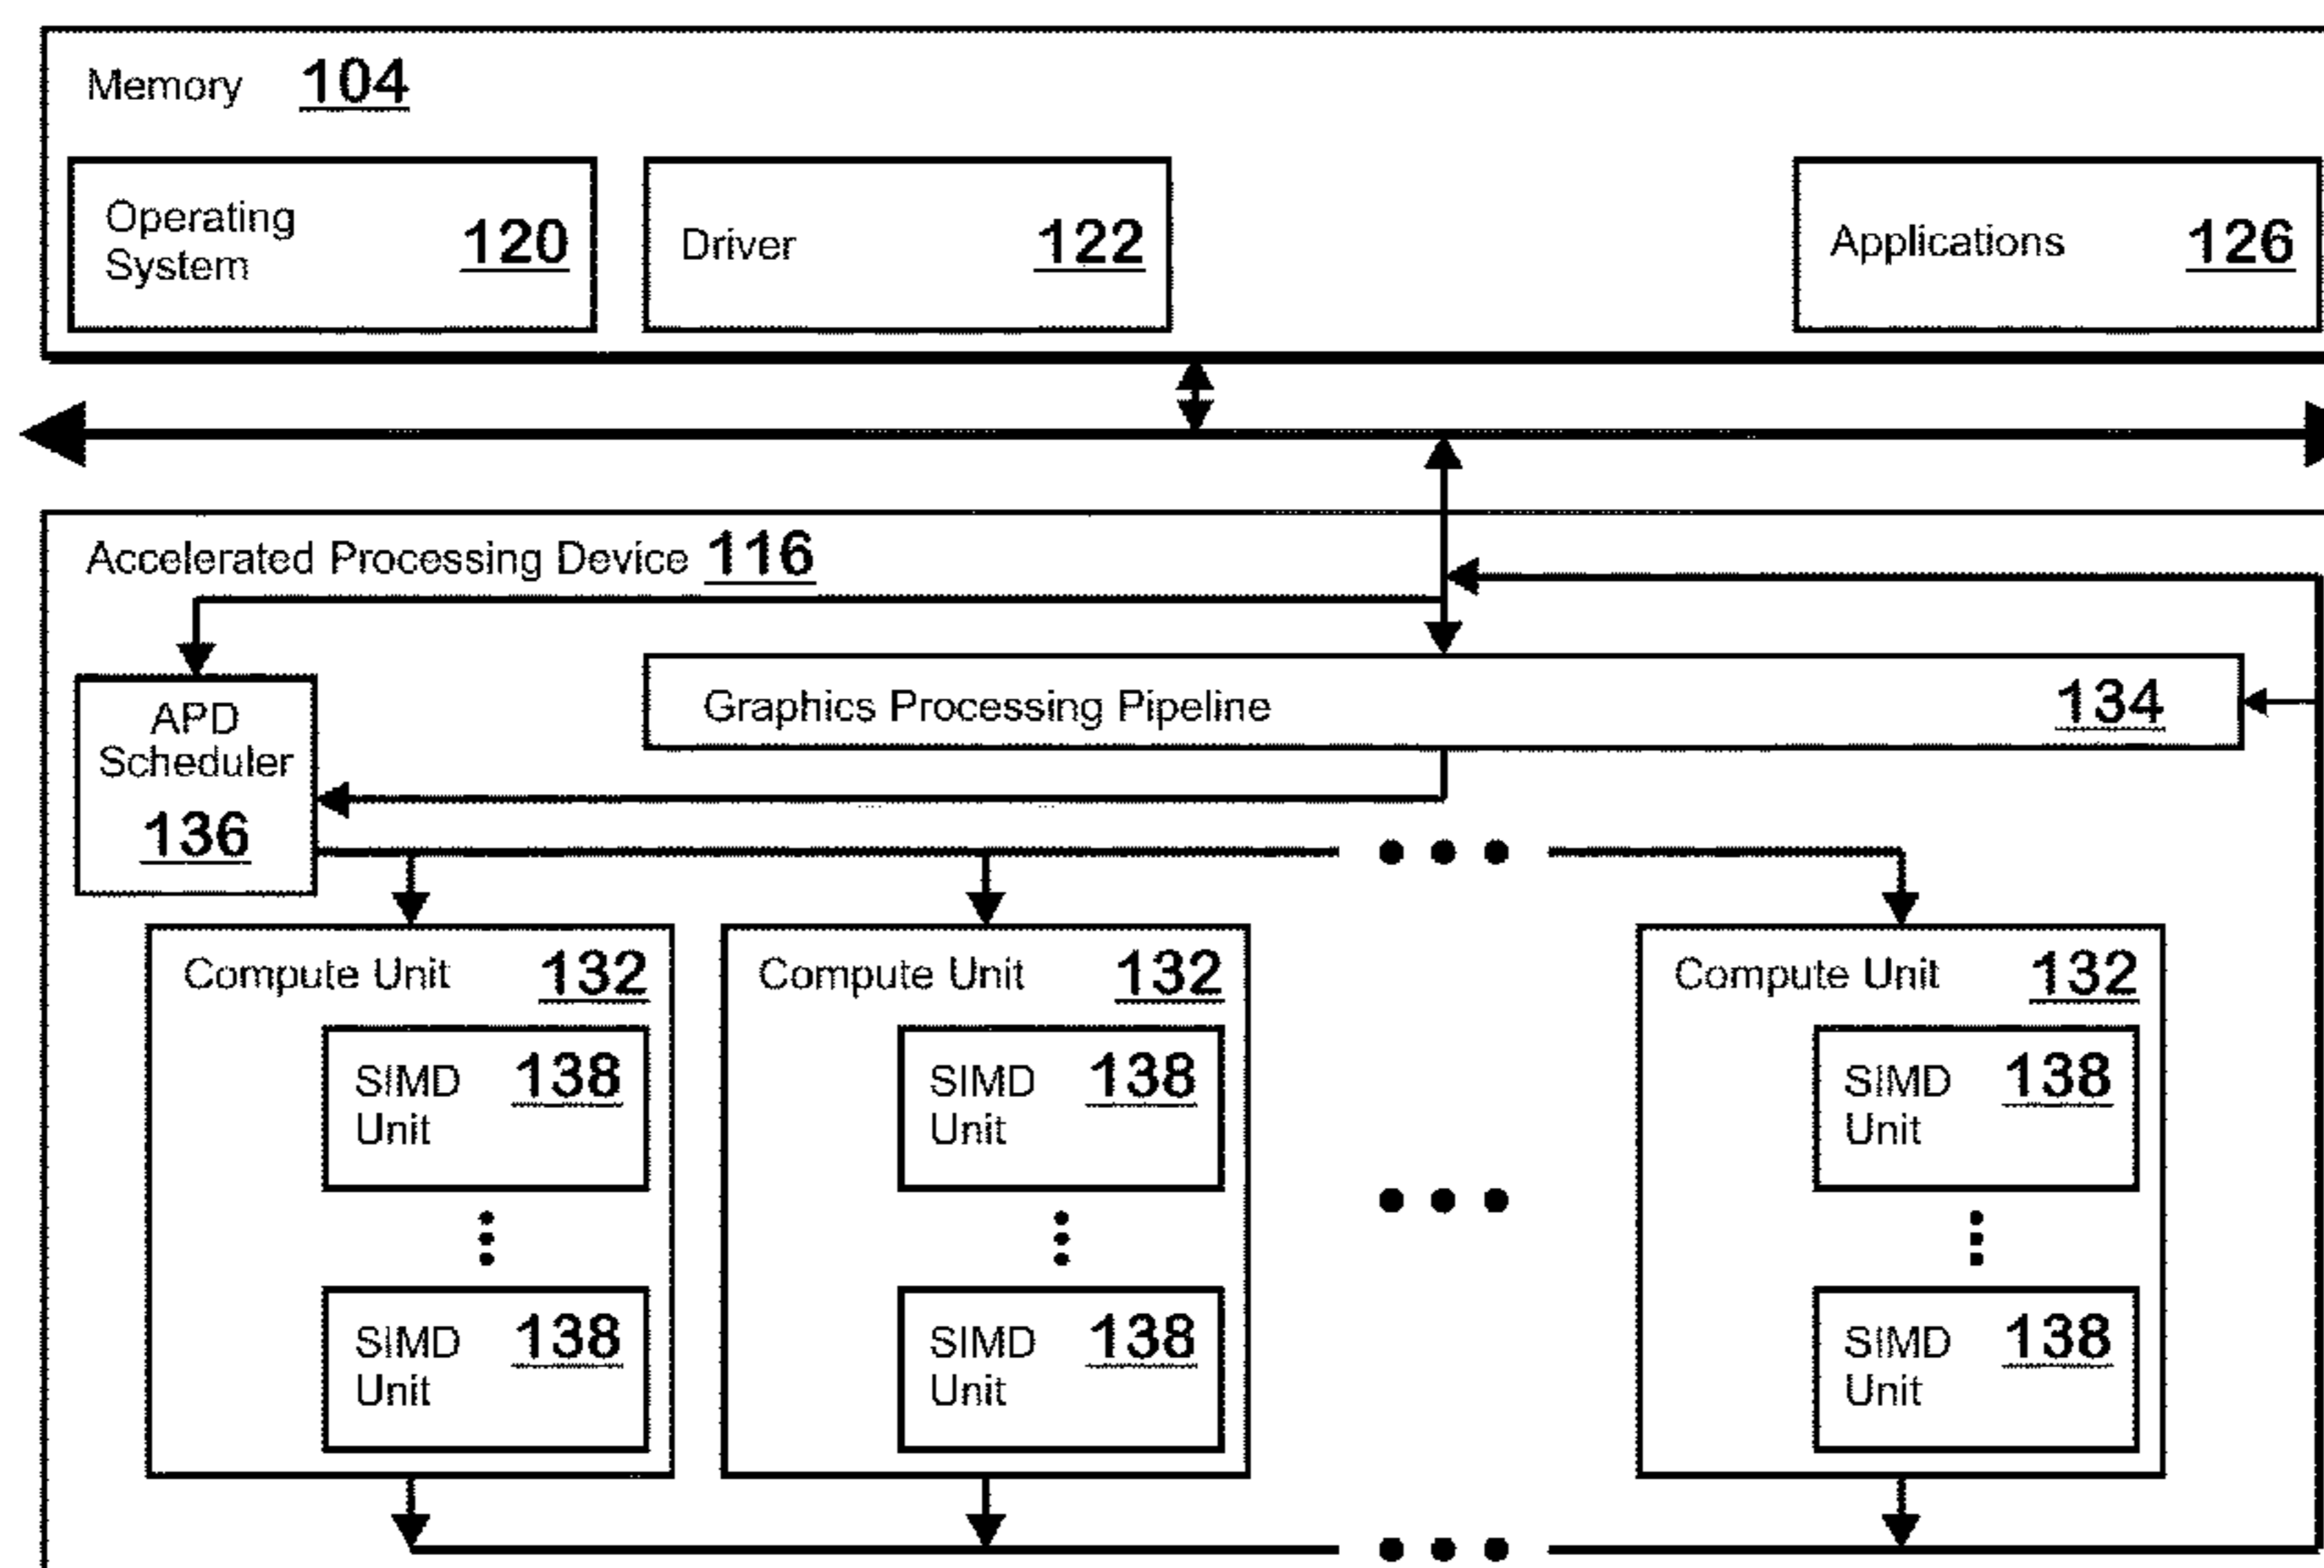 Memory 104
Operating
System 120
Driver 122
Applications 126
Accelerated Processing Device 116
APD
Scheduler
136
Graphics Processing Pipeline 134
Compute Unit 132
SIMD
Unit 138
SIMD
Unit 138
Compute Unit 132
SIMD
Unit 138
SIMD
Unit 138
Compute Unit 132
SIMD
Unit 138
SIMD
Unit 138